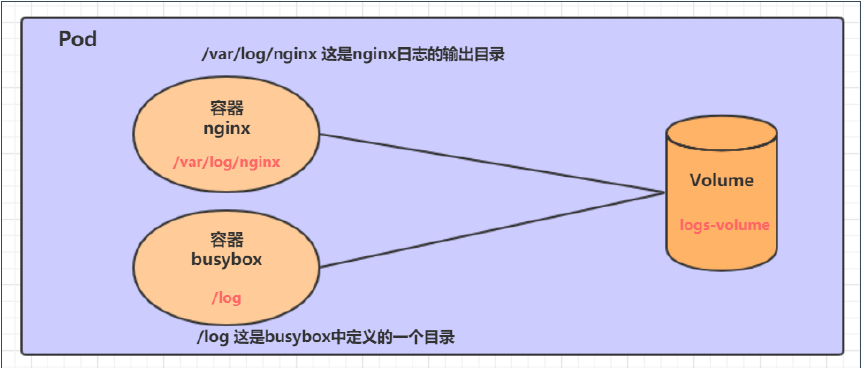 Pod
/var/log/nginx 这是nginx日志的输出目录
容器
nginx
/var/log/nginx
容器
busybox
/log
/log 这是busybox中定义的一个目录
Volume
logs-volume